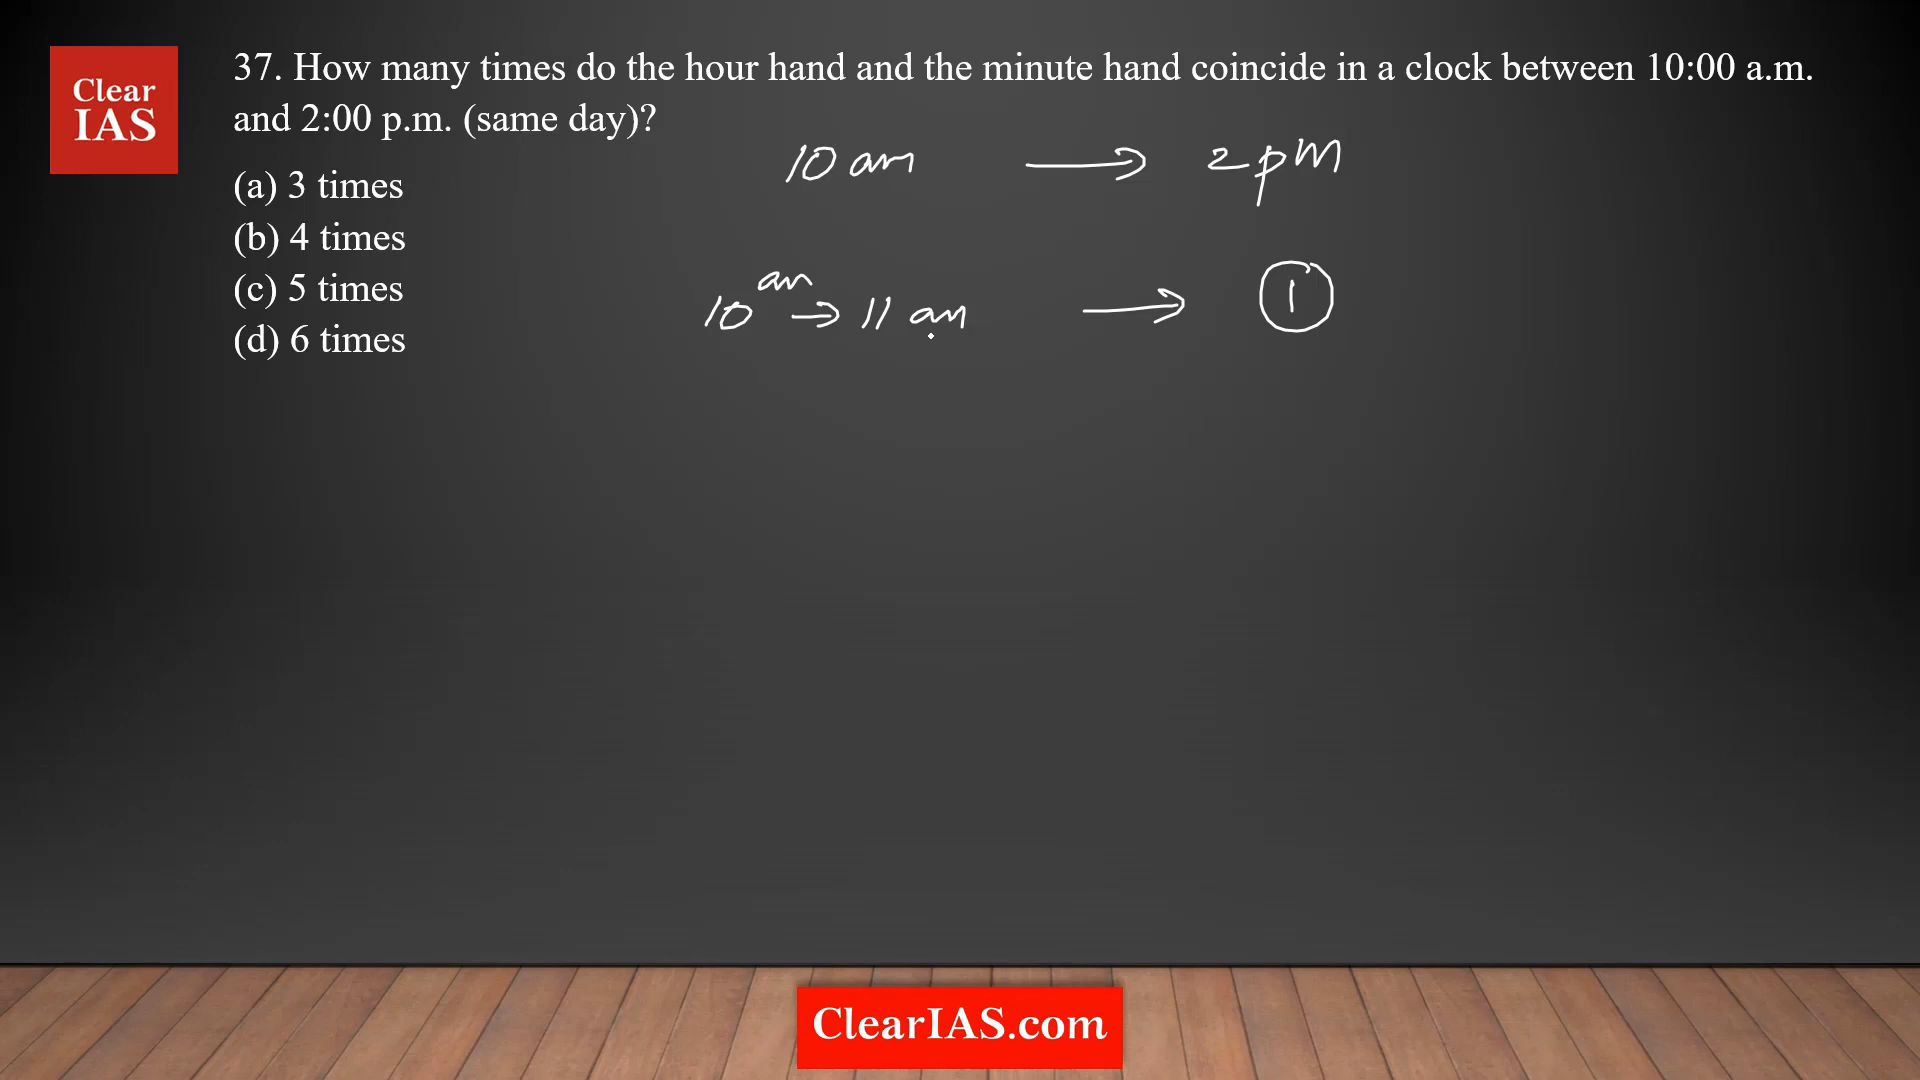 Clear
IAS
37. How many times do the hour hand and the minute hand coincide in a clock between 10:00 a.m.
and 2:00 p.m. (same day)?
10 am → 2 pm
(a) 3 times
(b) 4 times
(c) 5 times
(d) 6 times
10 am → 11 am → 1
ClearIAS.com